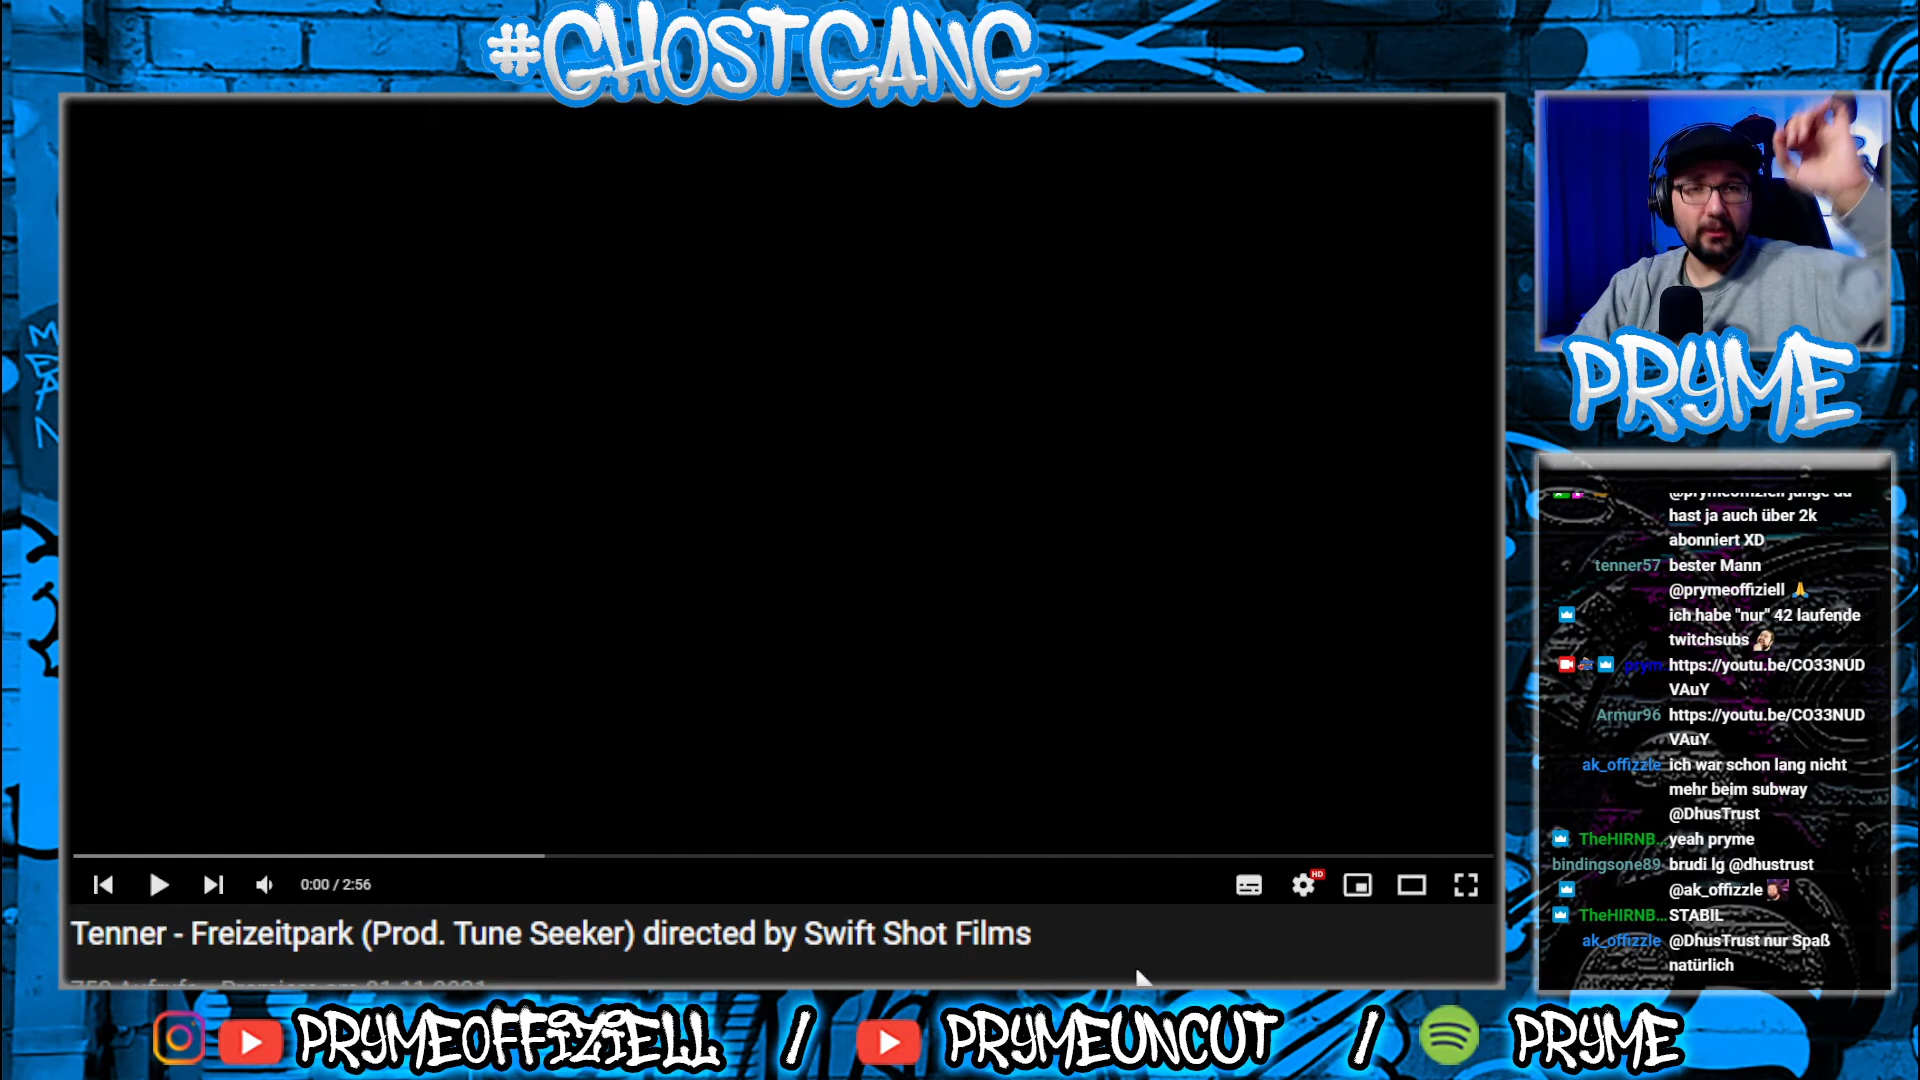 #GHOSTGANG
PRYME
hast ja auch über 2k
abonniert XD
tenner57 bester Mann
@prymeoffiziell 🙏
ich habe "nur" 42 laufende
twitchsubs
prym https://youtu.be/CO33NUD
VAuY
Armur96 https://youtu.be/CO33NUD
VAuY
ak_offizzle ich war schon lang nicht
mehr beim subway
@DhusTrust
TheHIRNB... yeah pryme
bindingsone89 brudi lg @dhustrust
@ak_offizzle
TheHIRNB... STABIL
ak_offizzle @DhusTrust nur Spaß
natürlich
0:00 / 2:56
HD
Tenner - Freizeitpark (Prod. Tune Seeker) directed by Swift Shot Films
PRYMEOFFIZIELL / PRYMEUNCUT / PRYME